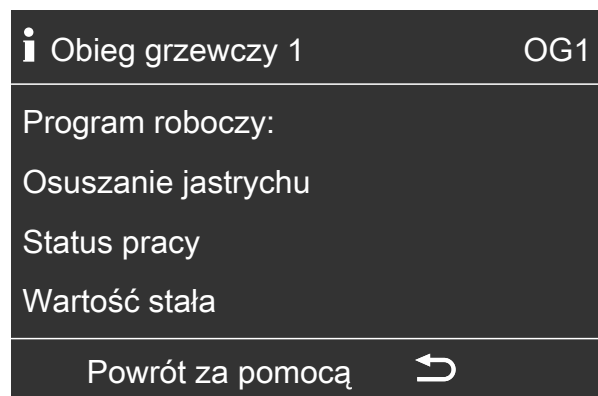 i Obieg grzewczy 1 OG1
Program roboczy:
Osuszanie jastrychu
Status pracy
Wartość stała
Powrót za pomocą